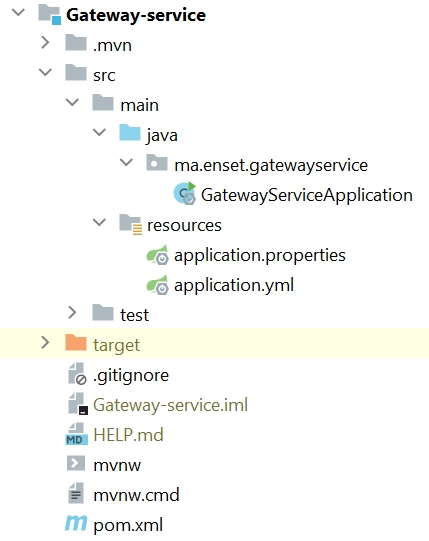 Gateway-service
.mvn
src
main
java
ma.enset.gatewayservice
C GatewayServiceApplication
resources
application.properties
application.yml
test
target
.gitignore
Gateway-service.iml
MD HELP.md
mvnw
mvnw.cmd
m pom.xml